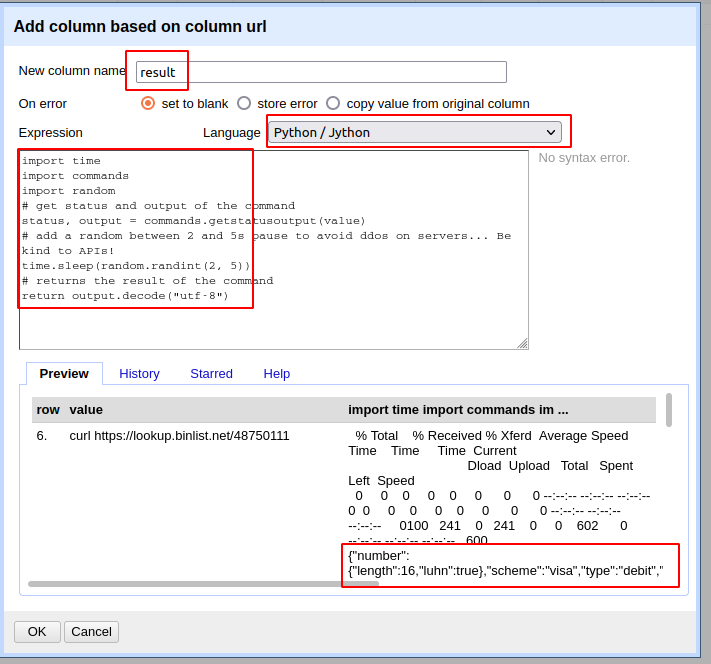 Add column based on column url
New column name result
On error set to blank store error copy value from original column
Expression Language Python / Jython
import time No syntax error.
import commands
import random
# get status and output of the command
status, output = commands.getstatusoutput(value)
# add a random between 2 and 5s pause to avoid ddos on servers... Be
kind to APIs!
time.sleep(random.randint(2, 5))
# returns the result of the command
return output.decode("utf-8")
Preview History Starred Help
row value import time import commands im ...
6. curl https://lookup.binlist.net/48750111 % Total % Received % Xferd Average Speed
Time Time Time Current
Dload Upload Total Spent
Left Speed
0 0 0 0 0 0 0 0 --:--:-- --:--:-- --:--:--
0 0 0 0 0 0 0 0 0 --:--:-- --:--:--
--:--:-- 0100 241 0 241 0 0 602 0
--:--:-- --:--:-- --:--:-- 600
{"number":
{"length":16,"luhn":true},"scheme":"visa","type":"debit","
OK Cancel